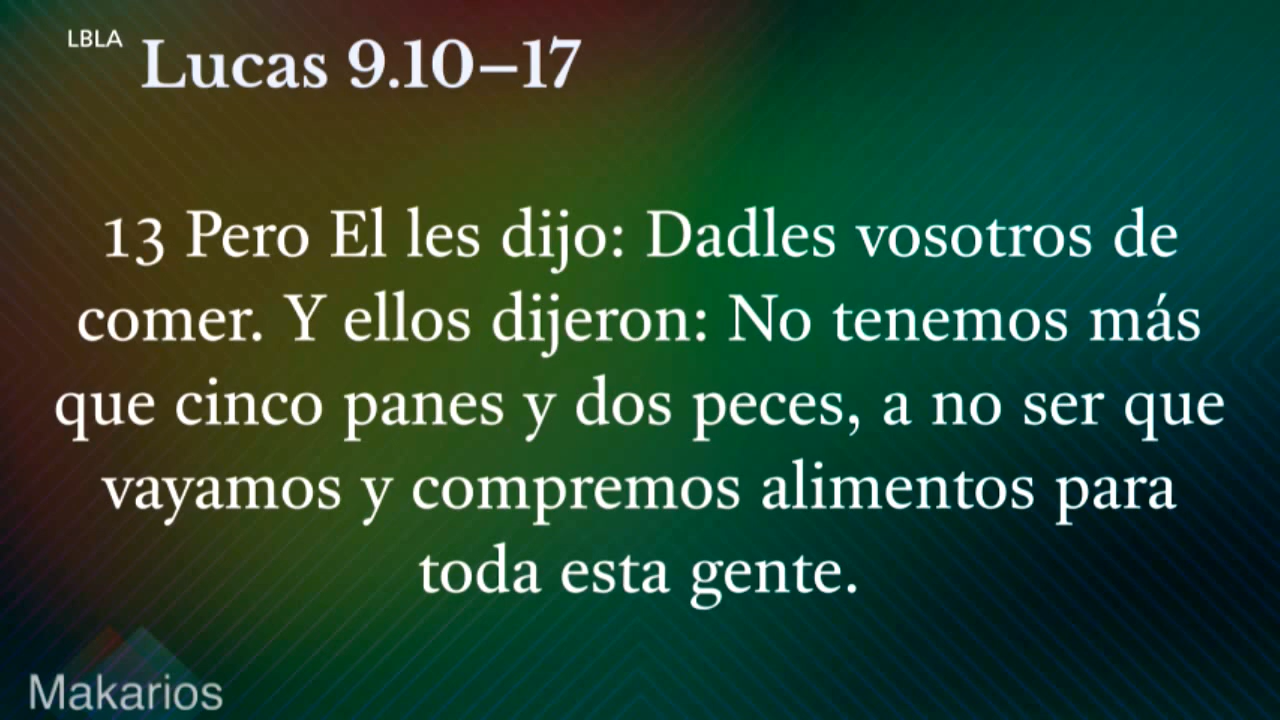 LBLA
Lucas 9.10–17
13 Pero El les dijo: Dadles vosotros de
comer. Y ellos dijeron: No tenemos más
que cinco panes y dos peces, a no ser que
vayamos y compremos alimentos para
toda esta gente.
Makarios